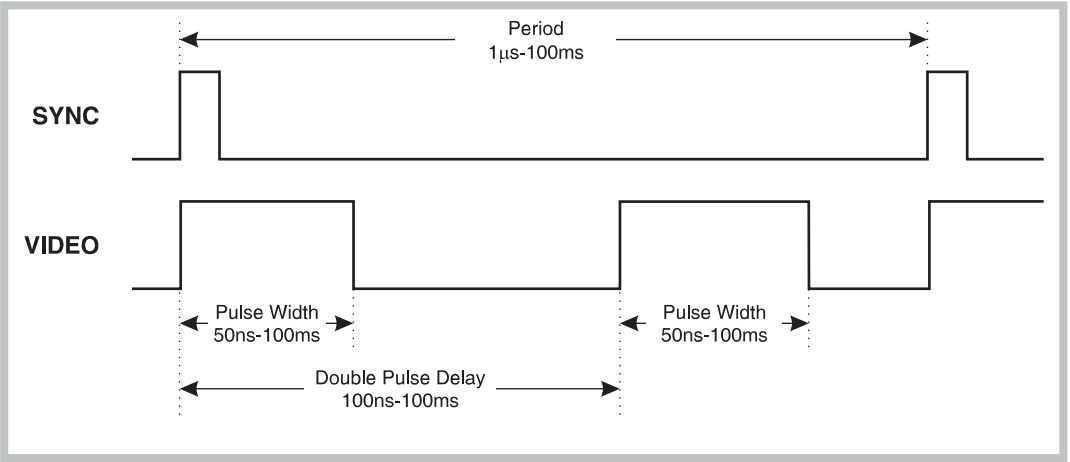 Period
1µs-100ms
SYNC
VIDEO
Pulse Width
50ns-100ms
Pulse Width
50ns-100ms
Double Pulse Delay
100ns-100ms